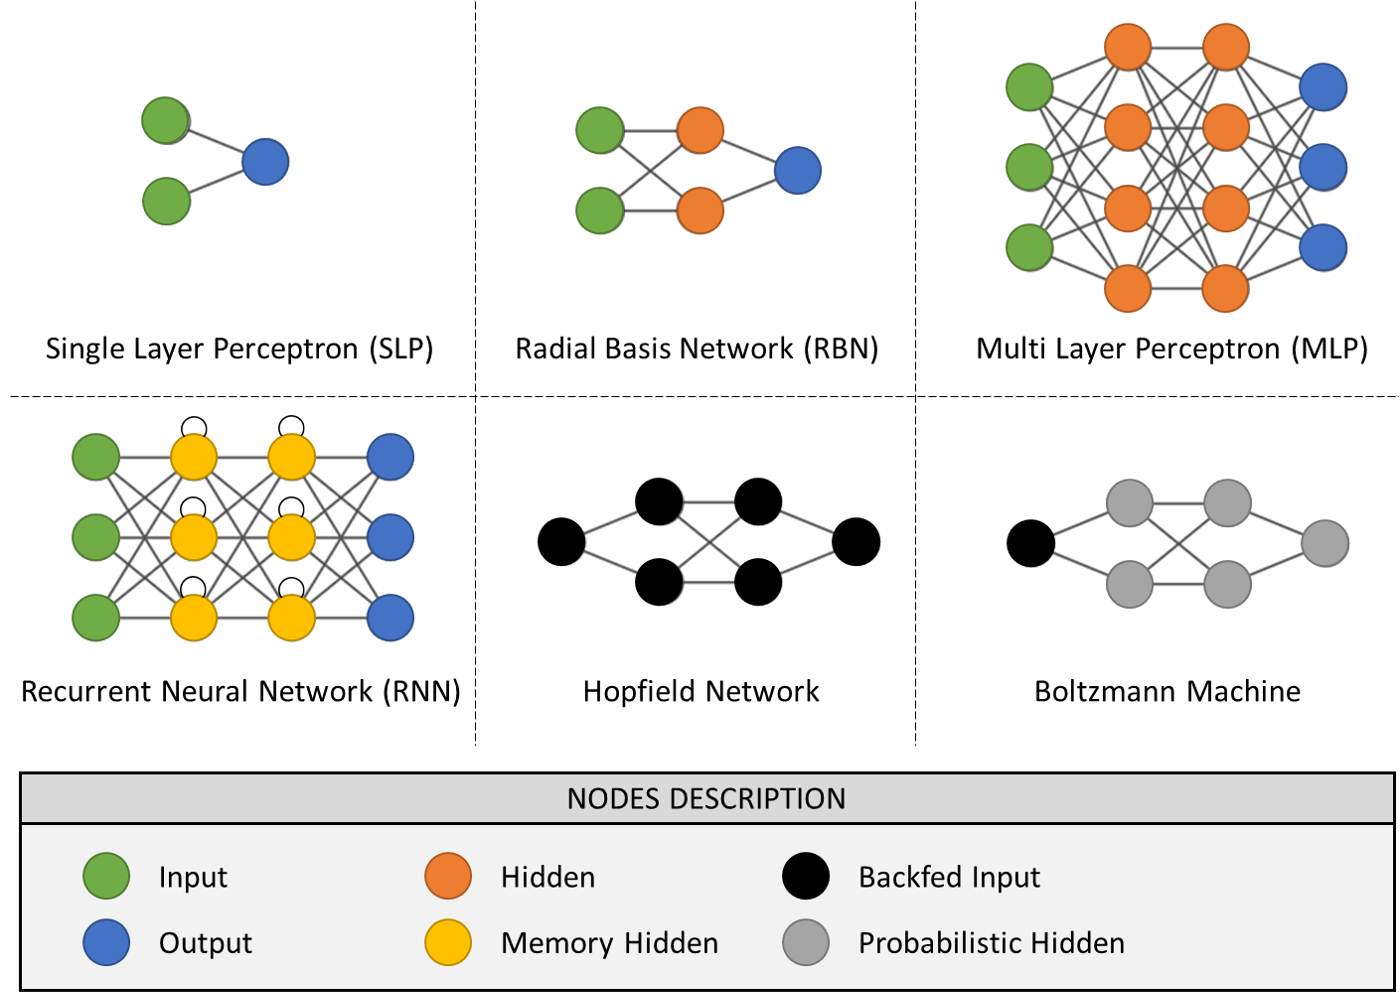 Single Layer Perceptron (SLP)
Radial Basis Network (RBN)
Multi Layer Perceptron (MLP)
Recurrent Neural Network (RNN)
Hopfield Network
Boltzmann Machine
NODES DESCRIPTION
Input
Hidden
Backfed Input
Output
Memory Hidden
Probabilistic Hidden